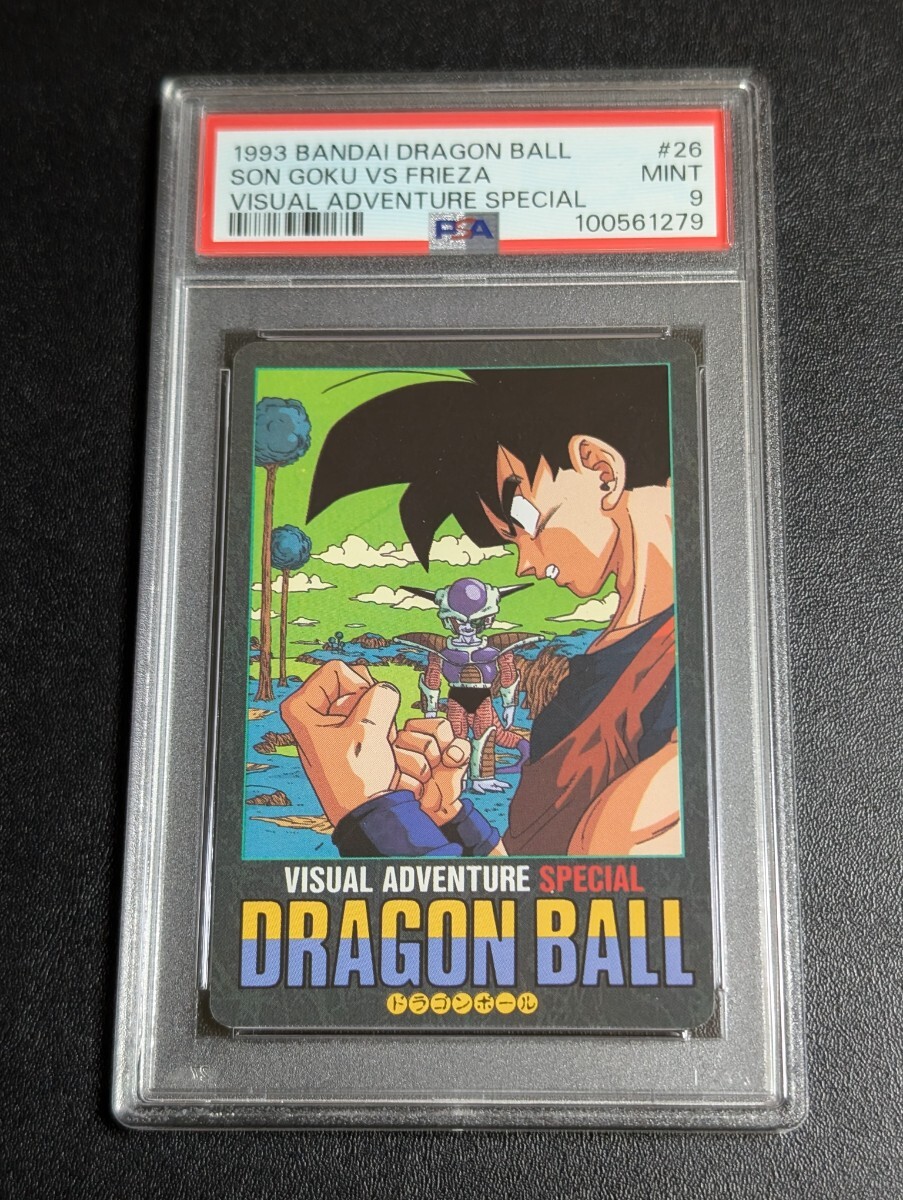 1993 BANDAI DRAGON BALL #26
SON GOKU VS FRIEZA MINT
VISUAL ADVENTURE SPECIAL 9
PSA 100561279
VISUAL ADVENTURE SPECIAL
DRAGON BALL
ドラゴンボール